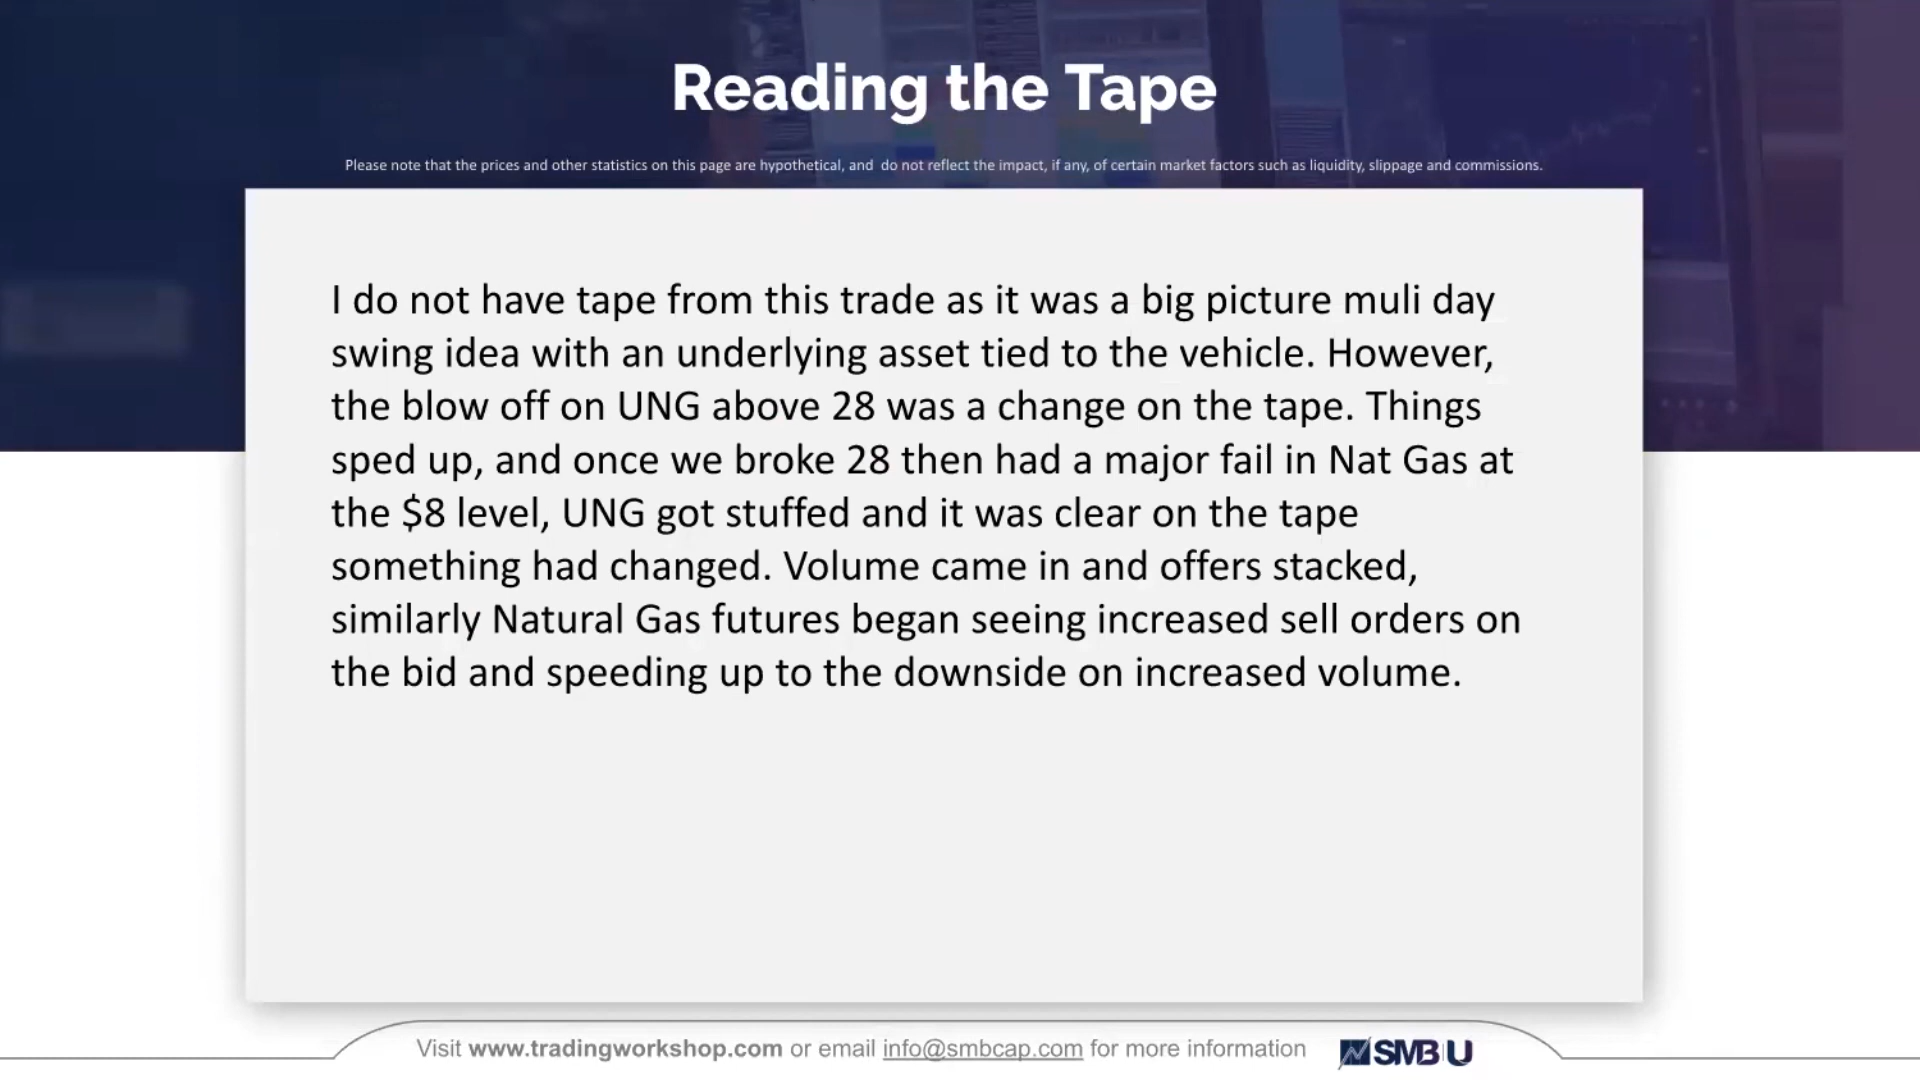 Reading the Tape
Please note that the prices and other statistics on this page are hypothetical, and do not reflect the impact, if any, of certain market factors such as liquidity, slippage and commissions.
I do not have tape from this trade as it was a big picture muli day
swing idea with an underlying asset tied to the vehicle. However,
the blow off on UNG above 28 was a change on the tape. Things
sped up, and once we broke 28 then had a major fail in Nat Gas at
the $8 level, UNG got stuffed and it was clear on the tape
something had changed. Volume came in and offers stacked,
similarly Natural Gas futures began seeing increased sell orders on
the bid and speeding up to the downside on increased volume.
Visit www.tradingworkshop.com or email info@smbcap.com for more information
SMB U